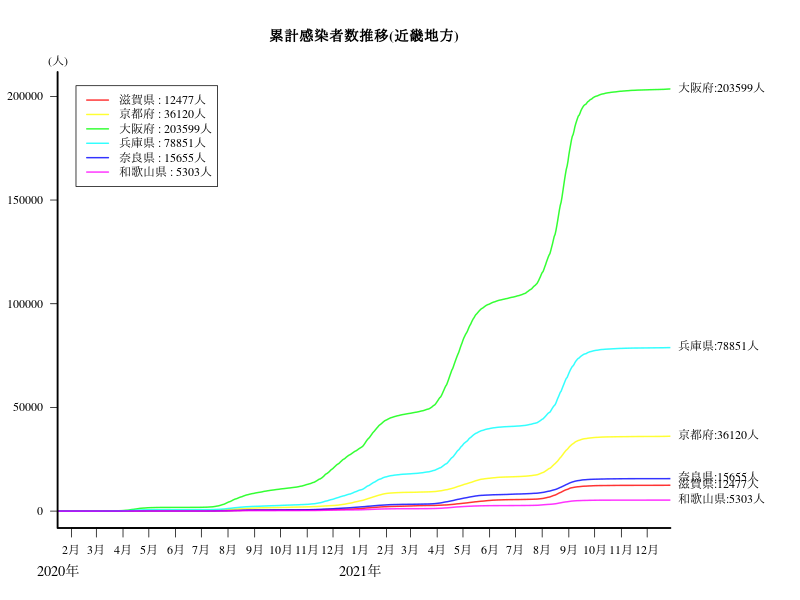 累計感染者数推移(近畿地方)
(人)
滋賀県 : 12477人
京都府 : 36120人
大阪府 : 203599人
兵庫県 : 78851人
奈良県 : 15655人
和歌山県 : 5303人
200000
150000
100000
50000
0
大阪府:203599人
兵庫県:78851人
京都府:36120人
奈良県:15655人
滋賀県:12477人
和歌山県:5303人
2月 3月 4月 5月 6月 7月 8月 9月 10月 11月 12月 1月 2月 3月 4月 5月 6月 7月 8月 9月 10月 11月 12月
2020年 2021年